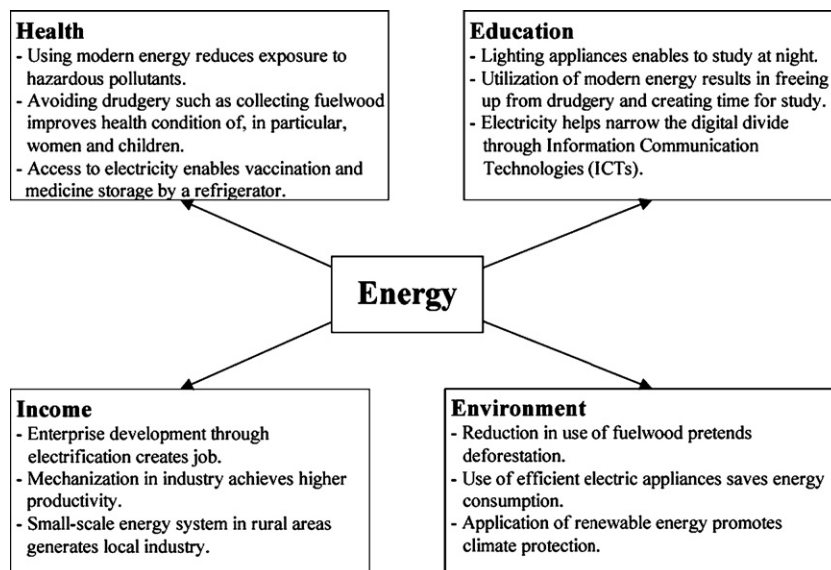 Health
- Using modern energy reduces exposure to
hazardous pollutants.
- Avoiding drudgery such as collecting fuelwood
improves health condition of, in particular,
women and children.
- Access to electricity enables vaccination and
medicine storage by a refrigerator.
Education
- Lighting appliances enables to study at night.
- Utilization of modern energy results in freeing
up from drudgery and creating time for study.
- Electricity helps narrow the digital divide
through Information Communication
Technologies (ICTs).
Energy
Income
- Enterprise development through
electrification creates job.
- Mechanization in industry achieves higher
productivity.
- Small-scale energy system in rural areas
generates local industry.
Environment
- Reduction in use of fuelwood pretends
deforestation.
- Use of efficient electric appliances saves energy
consumption.
- Application of renewable energy promotes
climate protection.